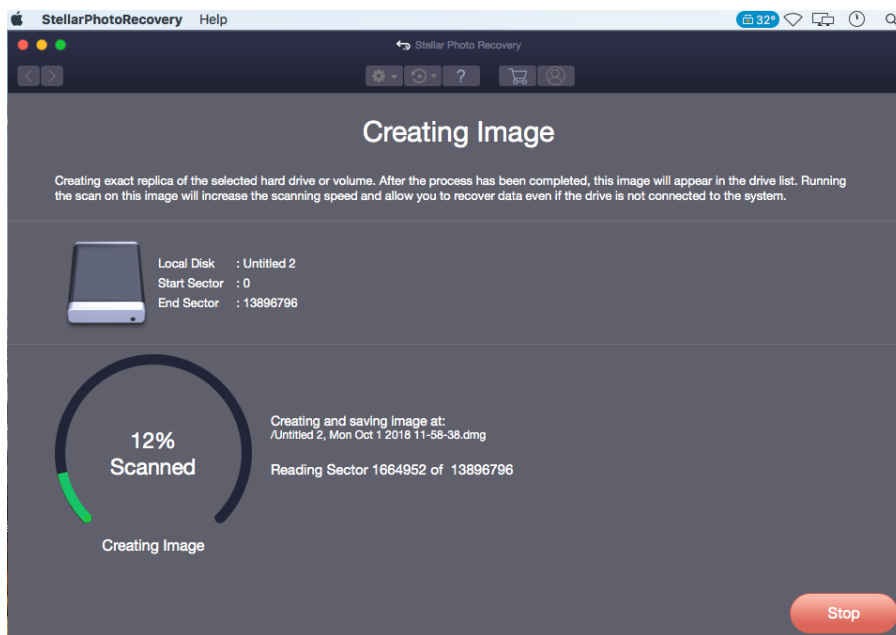 StellarPhotoRecovery Help 32°
Stellar Photo Recovery
?
Creating Image
Creating exact replica of the selected hard drive or volume. After the process has been completed, this image will appear in the drive list. Running
the scan on this image will increase the scanning speed and allow you to recover data even if the drive is not connected to the system.
Local Disk : Untitled 2
Start Sector : 0
End Sector : 13896796
12%
Scanned
Creating Image
Creating and saving image at:
/Untitled 2, Mon Oct 1 2018 11-58-38.dmg
Reading Sector 1664952 of 13896796
Stop